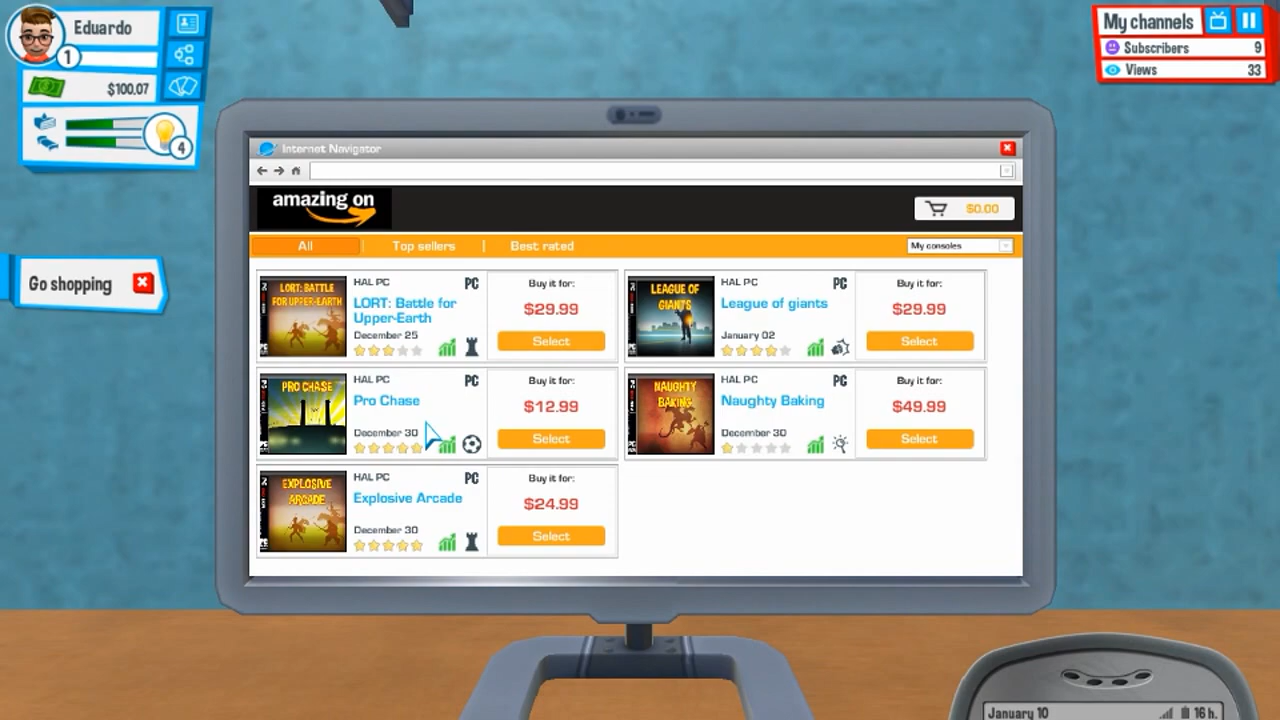 Eduardo
1
$100.07
4
My channels
Subscribers 9
Views 33
Go shopping
Internet Navigator
amazing on
$0.00
All | Top sellers | Best rated
My consoles
LORT: BATTLE
FOR UPPER-EARTH
HAL PC PC
LORT: Battle for
Upper-Earth
December 25
Buy it for:
$29.99
Select
LEAGUE OF
GIANTS
HAL PC PC
League of giants
January 02
Buy it for:
$29.99
Select
PRO CHASE
HAL PC PC
Pro Chase
December 30
Buy it for:
$12.99
Select
NAUGHTY
BAKING
HAL PC PC
Naughty Baking
December 30
Buy it for:
$49.99
Select
EXPLOSIVE
ARCADE
HAL PC PC
Explosive Arcade
December 30
Buy it for:
$24.99
Select
January 10 16 h.